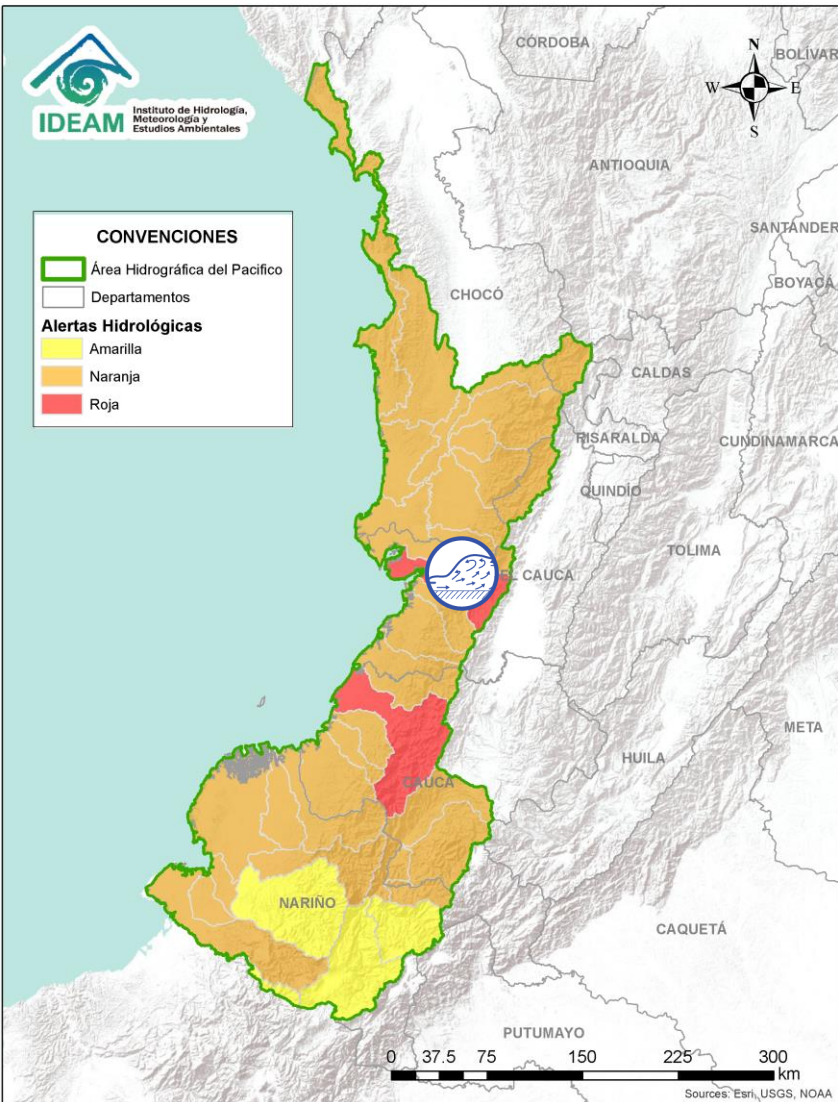 IDEAM
Instituto de Hidrología,
Meteorología y
Estudios Ambientales
CÓRDOBA
BOLIVAR
N
W
E
S
ANTIOQUIA
SANTANDER
BOYACÁ
CONVENCIONES
Área Hidrográfica del Pacifico
Departamentos
Alertas Hidrológicas
Amarilla
Naranja
Roja
CHOCÓ
CALDAS
RISARALDA
CUNDINAMARCA
QUINDÍO
TOLIMA
EL CAUCA
META
HUILA
CAUCA
NARIÑO
CAQUETÁ
PUTUMAYO
0 37.5 75 150 225 300
km
Sources: Esri, USGS, NOAA